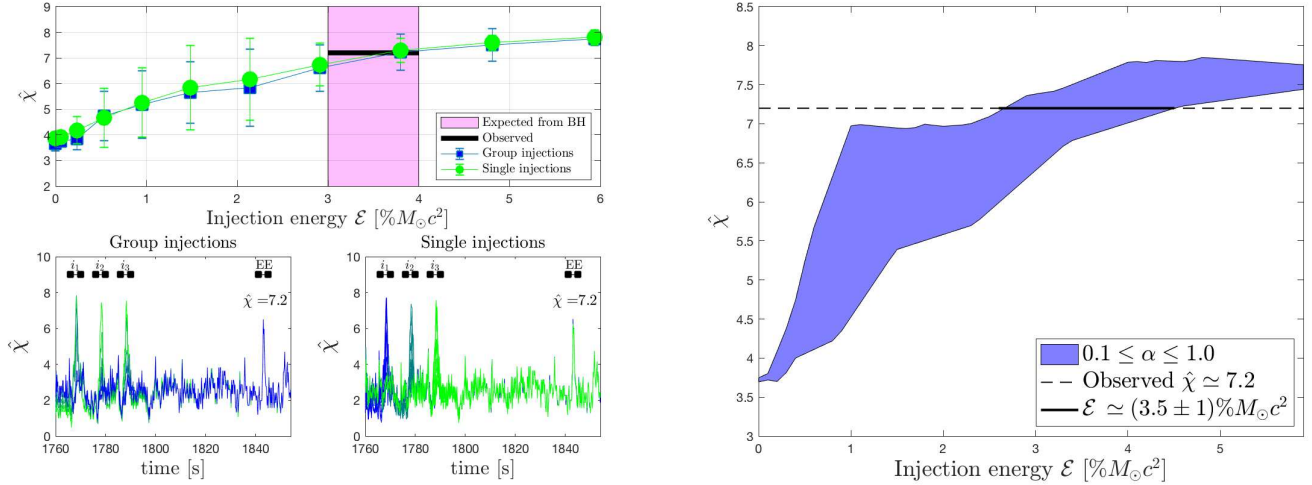 9
8
7
6
5
4
3
2
χ̂
0
1
2
3
4
5
6
Injection energy ℰ [%M⊙c²]
Expected from BH
Observed
Group injections
Single injections
Group injections
10
8
6
4
2
0
χ̂
i₁
i₂
i₃
EE
χ̂ =7.2
1760
1780
1800
1820
1840
time [s]
Single injections
10
8
6
4
2
0
χ̂
i₁
i₂
i₃
EE
χ̂ =7.2
1760
1780
1800
1820
1840
time [s]
8.5
8
7.5
7
6.5
6
5.5
5
4.5
4
3.5
3
χ̂
0.1 ≤ α ≤ 1.0
Observed χ̂ ≃ 7.2
ℰ ≃ (3.5 ± 1)%M⊙c²
0
1
2
3
4
5
Injection energy ℰ [%M⊙c²]